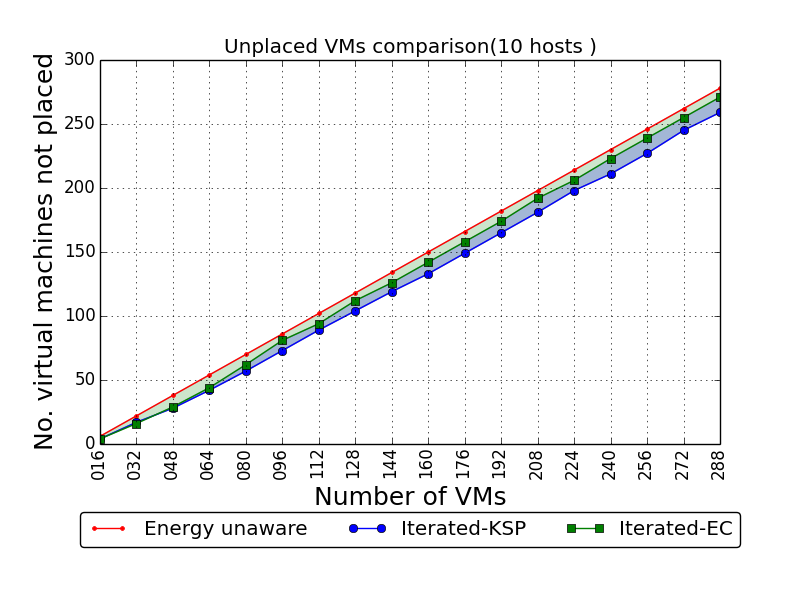 Unplaced VMs comparison(10 hosts )
No. virtual machines not placed
300
250
200
150
100
50
0
016 032 048 064 080 096 112 128 144 160 176 192 208 224 240 256 272 288
Number of VMs
Energy unaware Iterated-KSP Iterated-EC